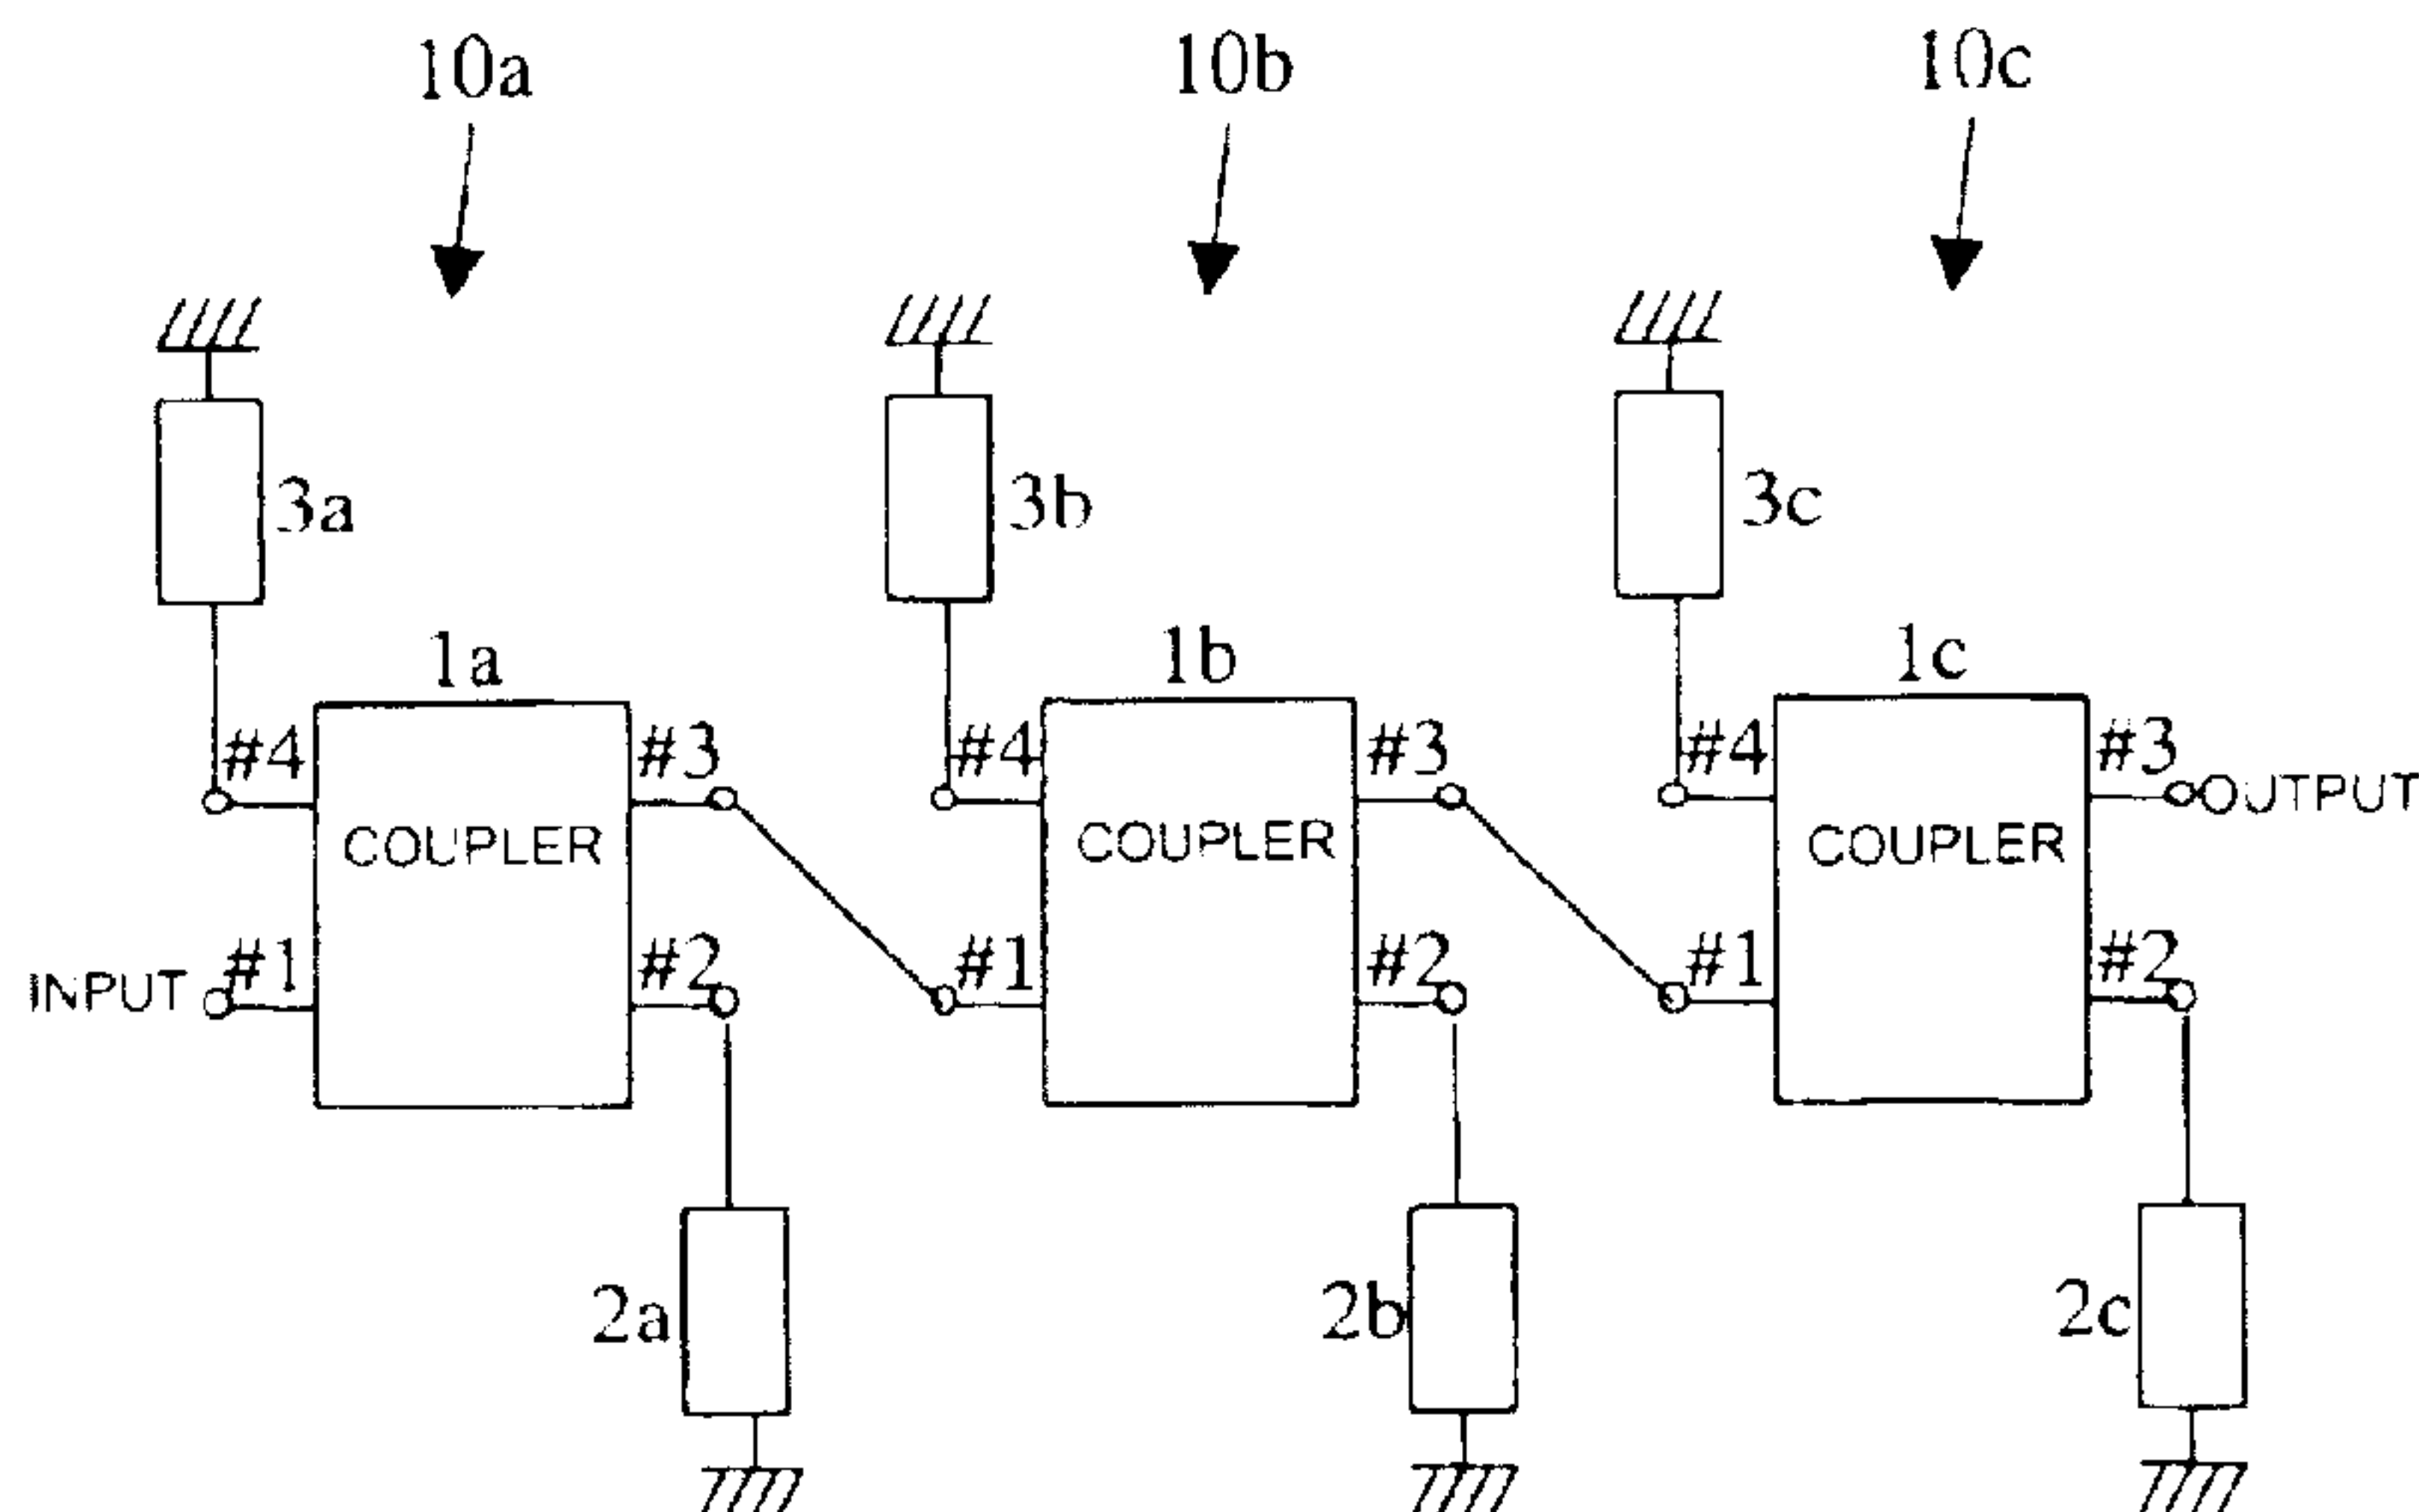 10a 10b 10c
3a 3b 3c
1a 1b 1c
#4 #3 #4 #3 #4 #3
OUTPUT
COUPLER COUPLER COUPLER
INPUT #1 #2 #1 #2 #1 #2
2a 2b 2c